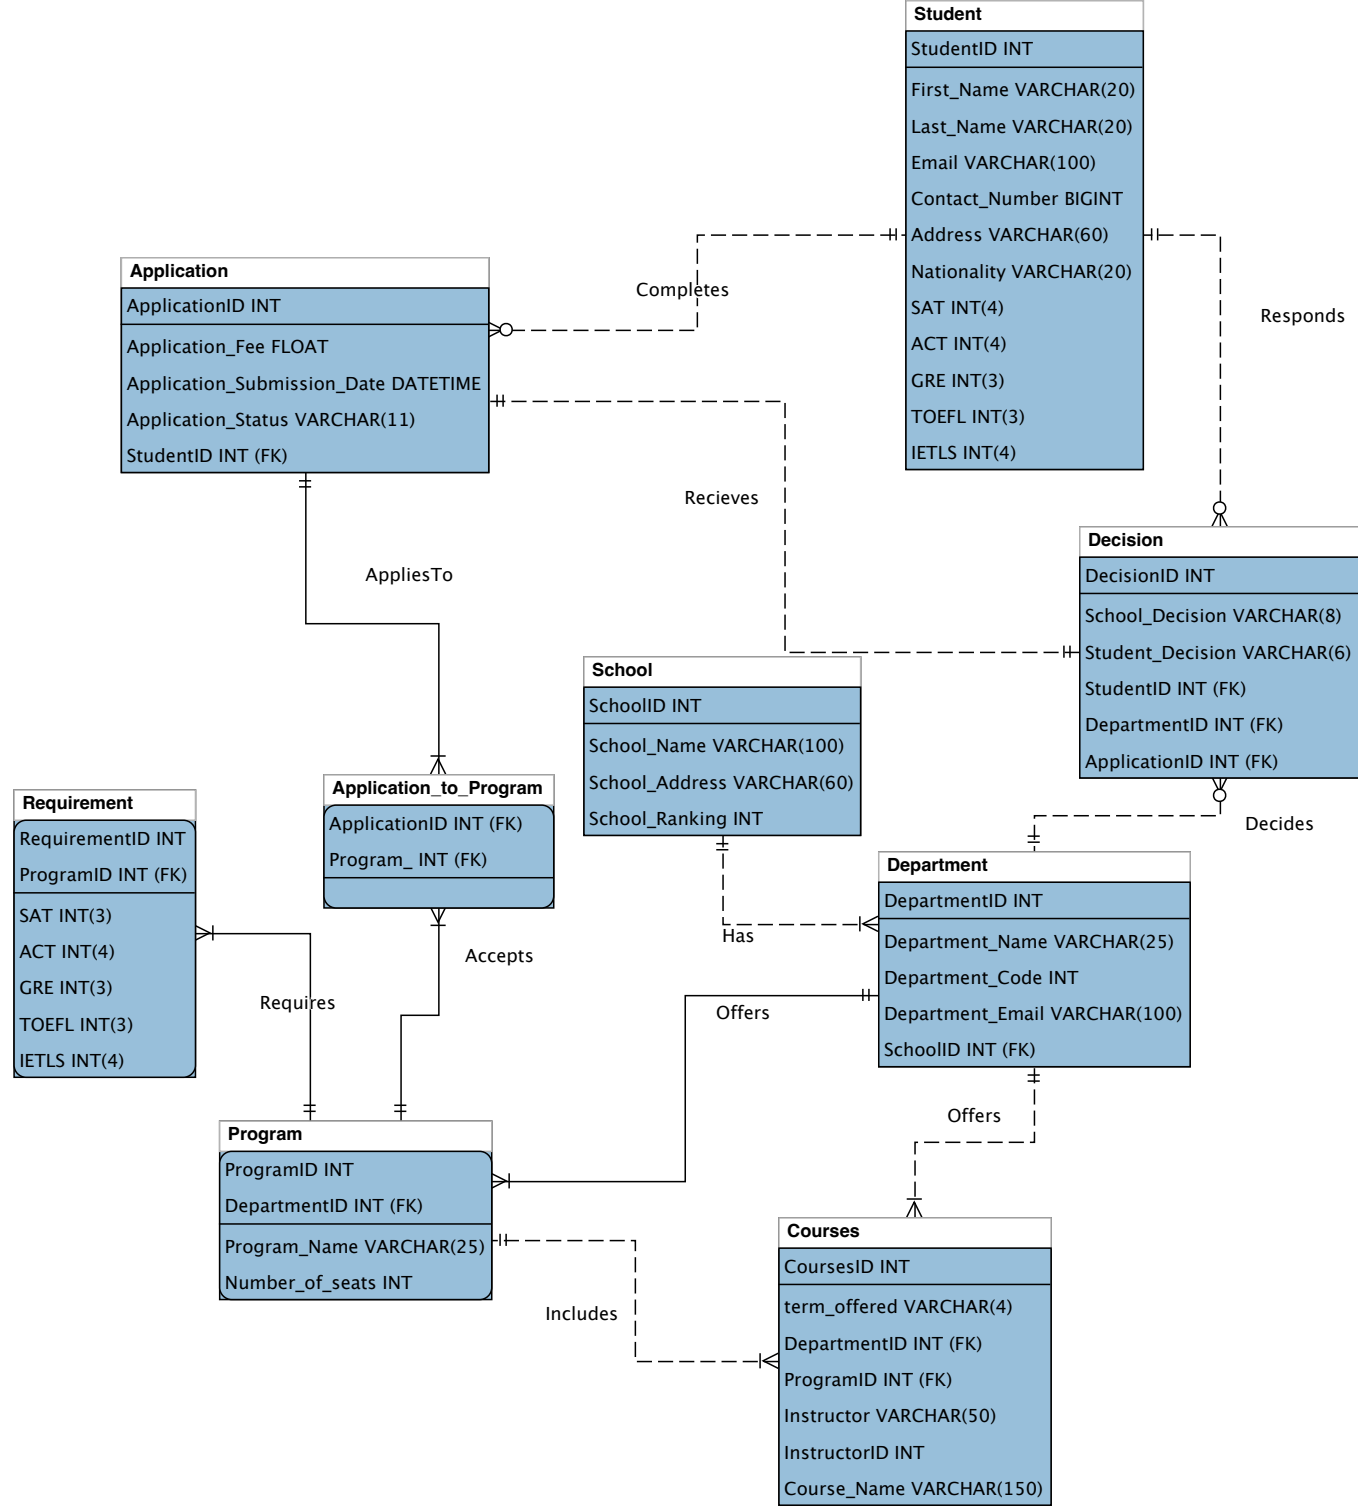 Student
StudentID INT
First_Name VARCHAR(20)
Last_Name VARCHAR(20)
Email VARCHAR(100)
Contact_Number BIGINT
Address VARCHAR(60)
Nationality VARCHAR(20)
SAT INT(4)
ACT INT(4)
GRE INT(3)
TOEFL INT(3)
IETLS INT(4)
Application
ApplicationID INT
Application_Fee FLOAT
Application_Submission_Date DATETIME
Application_Status VARCHAR(11)
StudentID INT (FK)
Completes
Responds
Recieves
AppliesTo
Decision
DecisionID INT
School_Decision VARCHAR(8)
Student_Decision VARCHAR(6)
StudentID INT (FK)
DepartmentID INT (FK)
ApplicationID INT (FK)
School
SchoolID INT
School_Name VARCHAR(100)
School_Address VARCHAR(60)
School_Ranking INT
Requirement
RequirementID INT
ProgramID INT (FK)
SAT INT(3)
ACT INT(4)
GRE INT(3)
TOEFL INT(3)
IETLS INT(4)
Application_to_Program
ApplicationID INT (FK)
Program_ INT (FK)
Decides
Department
DepartmentID INT
Department_Name VARCHAR(25)
Department_Code INT
Department_Email VARCHAR(100)
SchoolID INT (FK)
Has
Accepts
Requires
Offers
Offers
Program
ProgramID INT
DepartmentID INT (FK)
Program_Name VARCHAR(25)
Number_of_seats INT
Includes
Courses
CoursesID INT
term_offered VARCHAR(4)
DepartmentID INT (FK)
ProgramID INT (FK)
Instructor VARCHAR(50)
InstructorID INT
Course_Name VARCHAR(150)